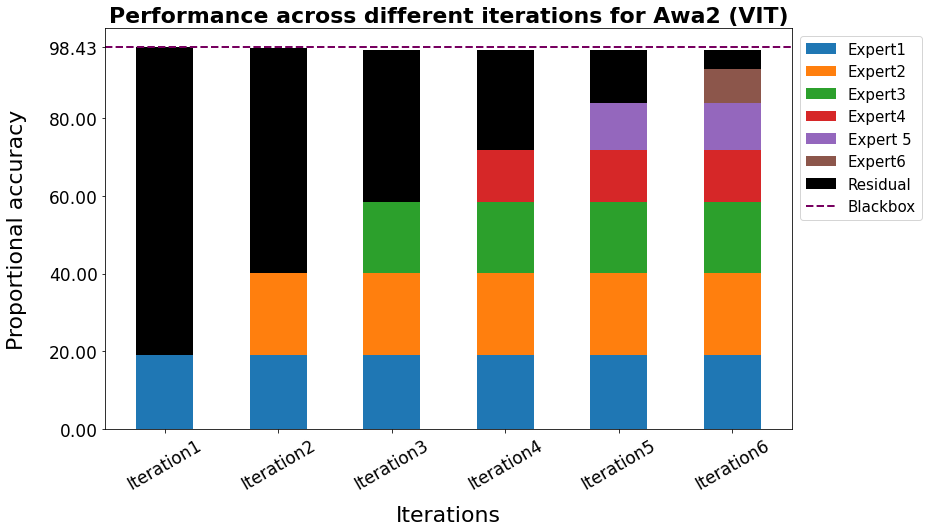 Performance across different iterations for Awa2 (VIT)
98.43
80.00
60.00
40.00
20.00
0.00
Proportional accuracy
Iteration1
Iteration2
Iteration3
Iteration4
Iteration5
Iteration6
Iterations
Expert1
Expert2
Expert3
Expert4
Expert 5
Expert6
Residual
Blackbox